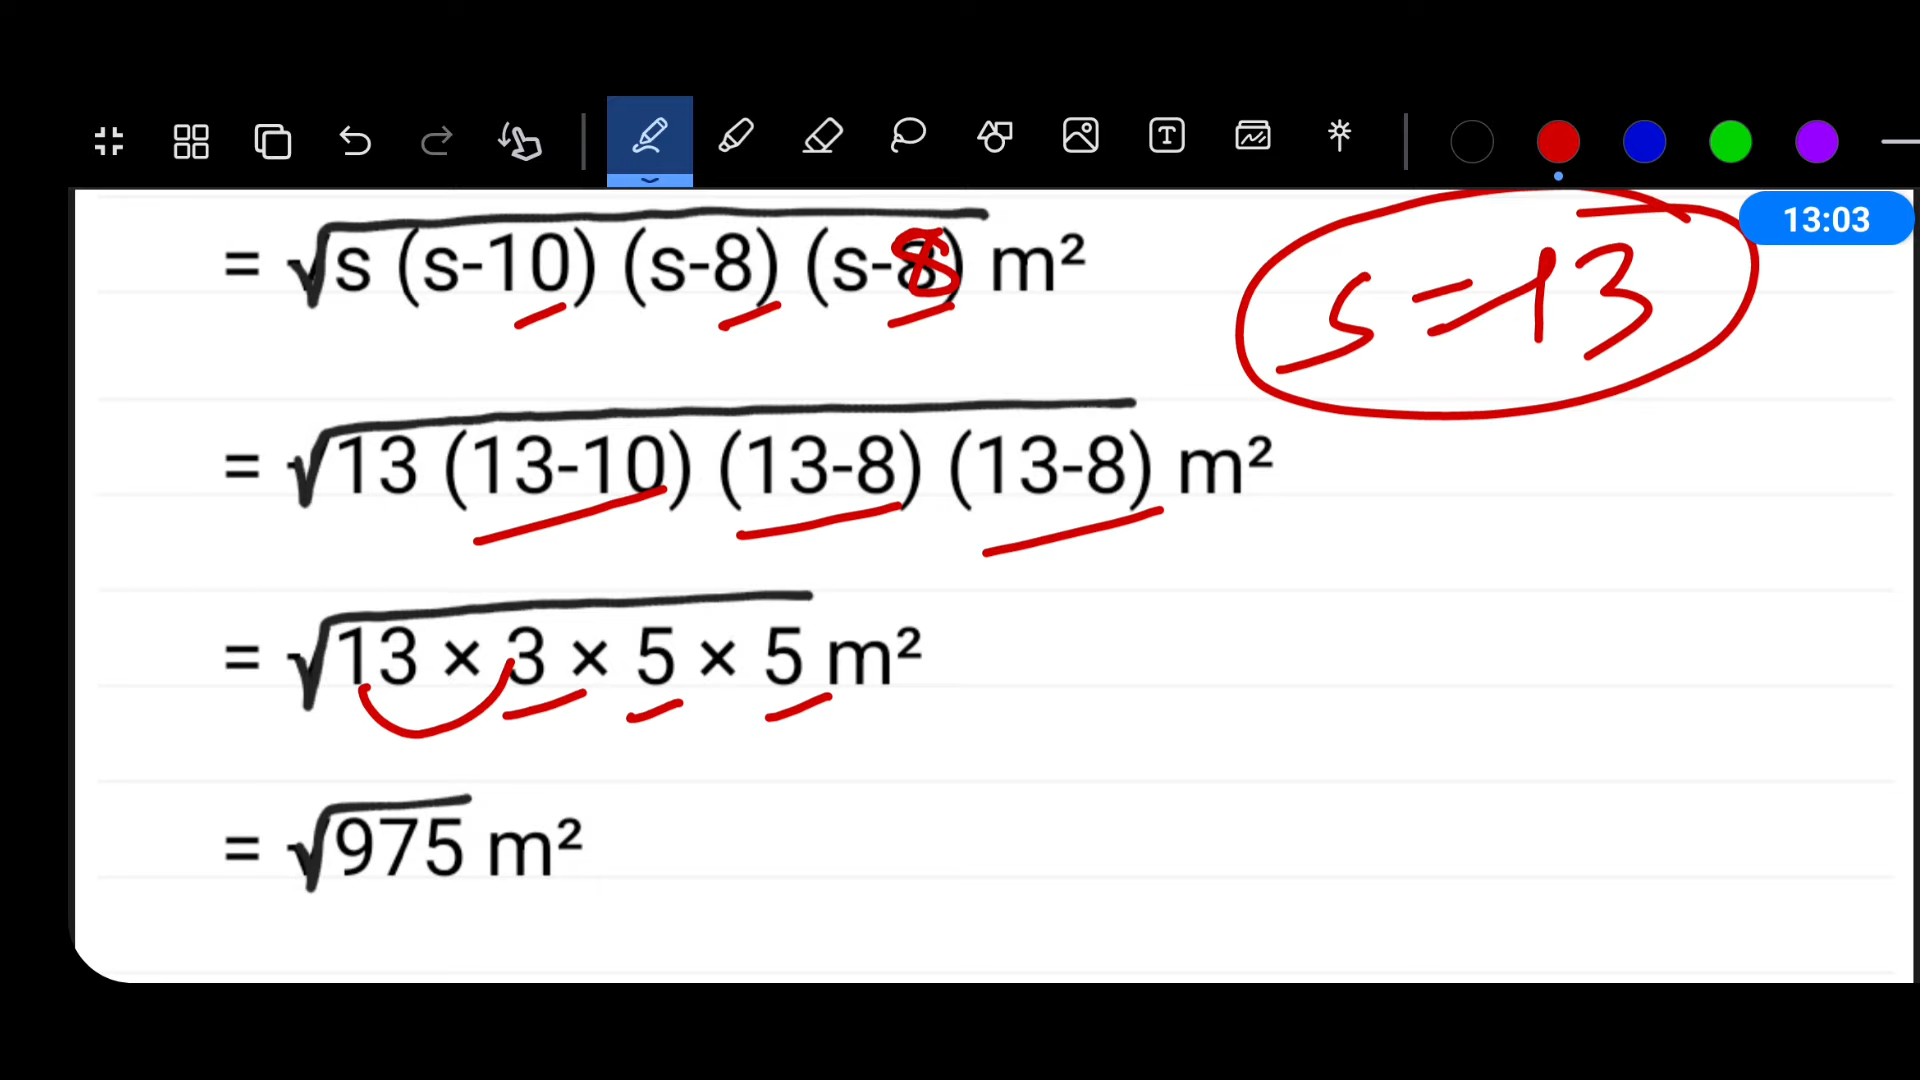 13:03
= √s (s-10) (s-8) (s-8) m²
s=13
= √13 (13-10) (13-8) (13-8) m²
= √13 × 3 × 5 × 5 m²
= √975 m²